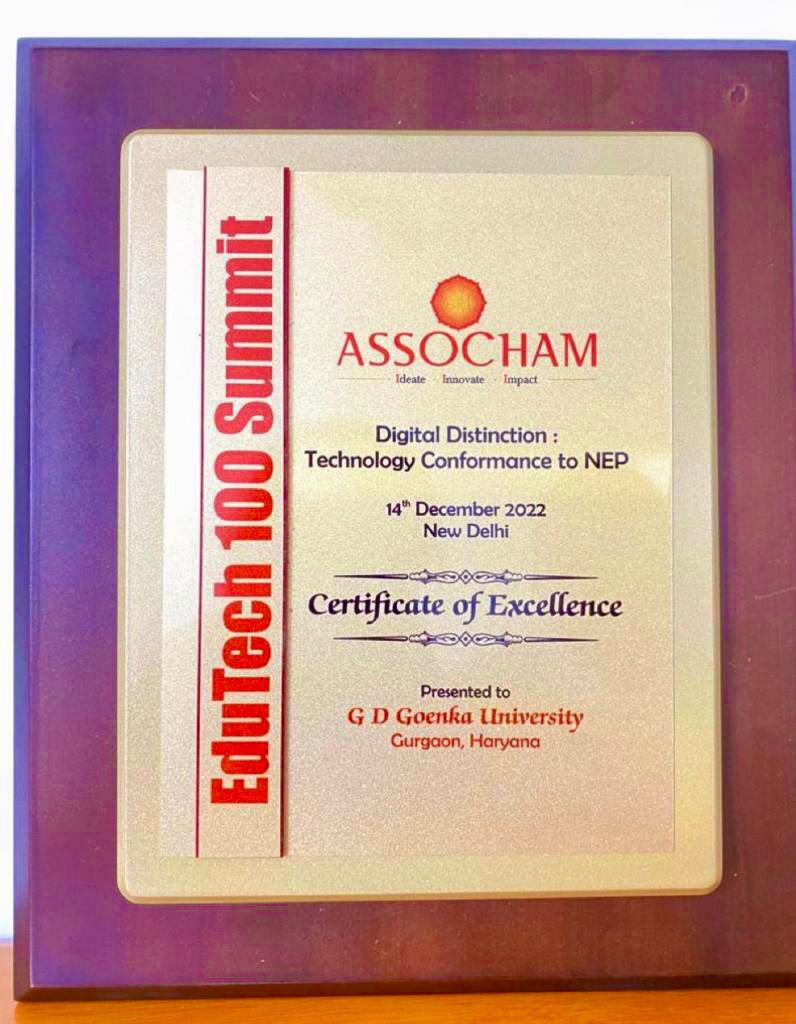 EduTech 100 Summit
ASSOCHAM
Ideate · Innovate · Impact
Digital Distinction :
Technology Conformance to NEP
14th December 2022
New Delhi
Certificate of Excellence
Presented to
G D Goenka University
Gurgaon, Haryana